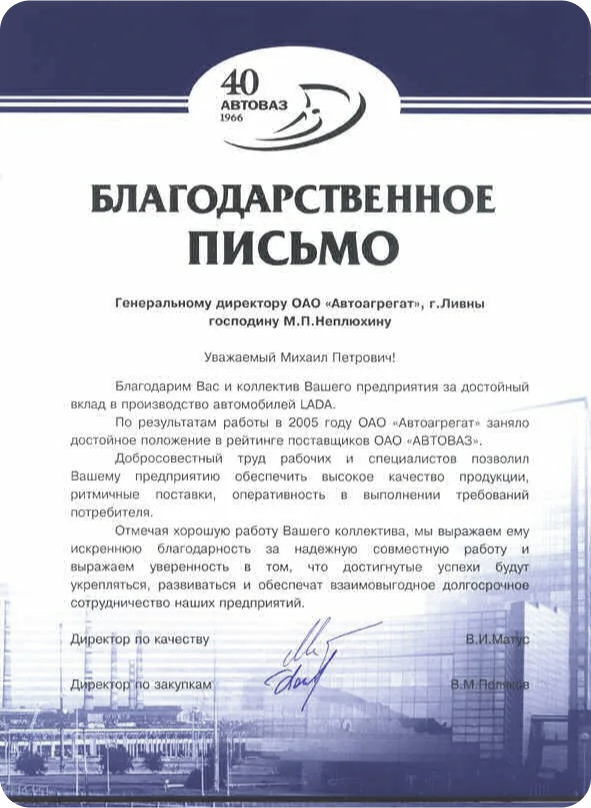 40
АВТОВАЗ
1966
БЛАГОДАРСТВЕННОЕ
ПИСЬМО
Генеральному директору ОАО «Автоагрегат», г.Ливны
господину М.П.Неплюхину
Уважаемый Михаил Петрович!
Благодарим Вас и коллектив Вашего предприятия за достойный
вклад в производство автомобилей LADA.
По результатам работы в 2005 году ОАО «Автоагрегат» заняло
достойное положение в рейтинге поставщиков ОАО «АВТОВАЗ».
Добросовестный труд рабочих и специалистов позволил
Вашему предприятию обеспечить высокое качество продукции,
ритмичные поставки, оперативность в выполнении требований
потребителя.
Отмечая хорошую работу Вашего коллектива, мы выражаем ему
искреннюю благодарность за надежную совместную работу и
выражаем уверенность в том, что достигнутые успехи будут
укрепляться, развиваться и обеспечат взаимовыгодное долгосрочное
сотрудничество наших предприятий.
Директор по качеству В.И.Матус
Директор по закупкам В.М.Поляков